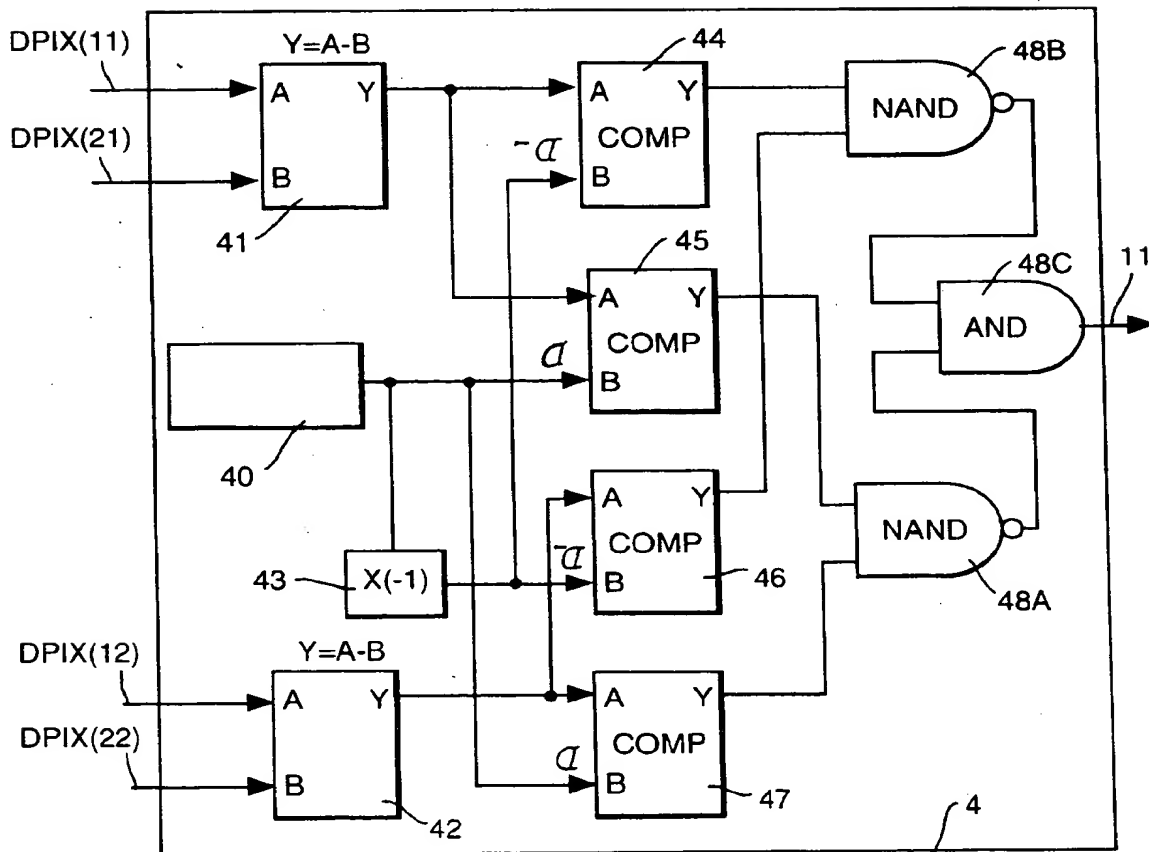 DPIX(11)
Y=A-B
44
48B
A
Y
A
Y
NAND
COMP
DPIX(21)
-D
B
B
41
45
48C
11
A
Y
AND
COMP
D
B
40
A
Y
NAND
COMP
-D
43
X(-1)
B
46
48A
DPIX(12)
Y=A-B
A
Y
A
Y
COMP
DPIX(22)
D
B
B
42
47
4